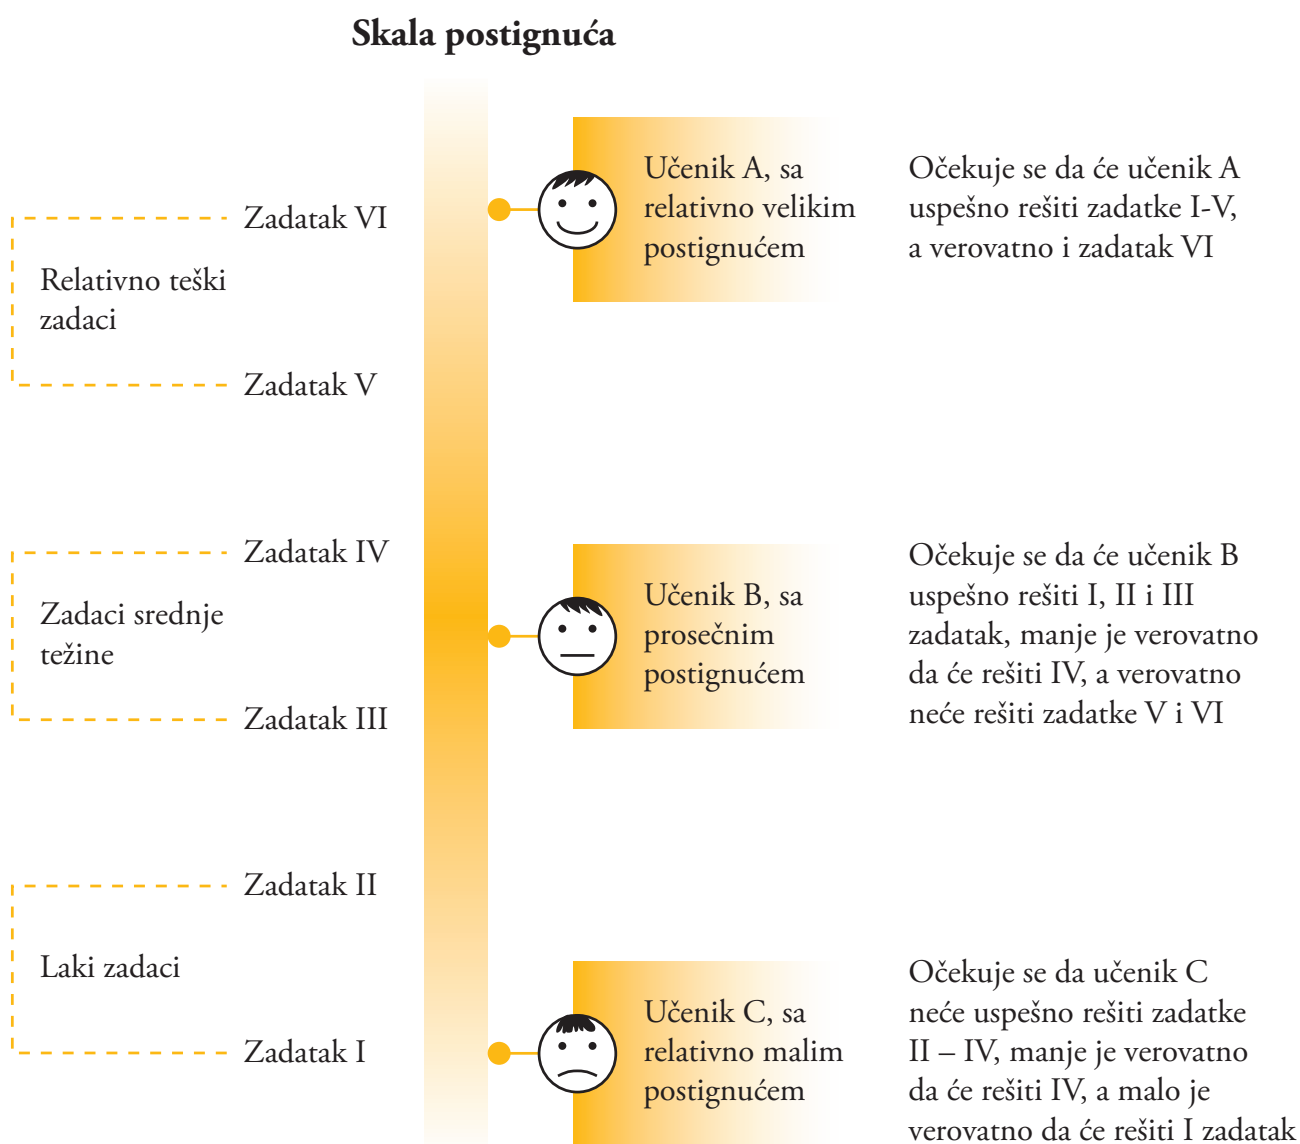 Skala postignuća
Zadatak VI
Relativno teški
zadaci
Zadatak V
Učenik A, sa
relativno velikim
postignućem
Očekuje se da će učenik A
uspešno rešiti zadatke I-V,
a verovatno i zadatak VI
Zadatak IV
Zadaci srednje
težine
Zadatak III
Učenik B, sa
prosečnim
postignućem
Očekuje se da će učenik B
uspešno rešiti I, II i III
zadatak, manje je verovatno
da će rešiti IV, a verovatno
neće rešiti zadatke V i VI
Zadatak II
Laki zadaci
Zadatak I
Učenik C, sa
relativno malim
postignućem
Očekuje se da učenik C
neće uspešno rešiti zadatke
II – IV, manje je verovatno
da će rešiti IV, a malo je
verovatno da će rešiti I zadatak